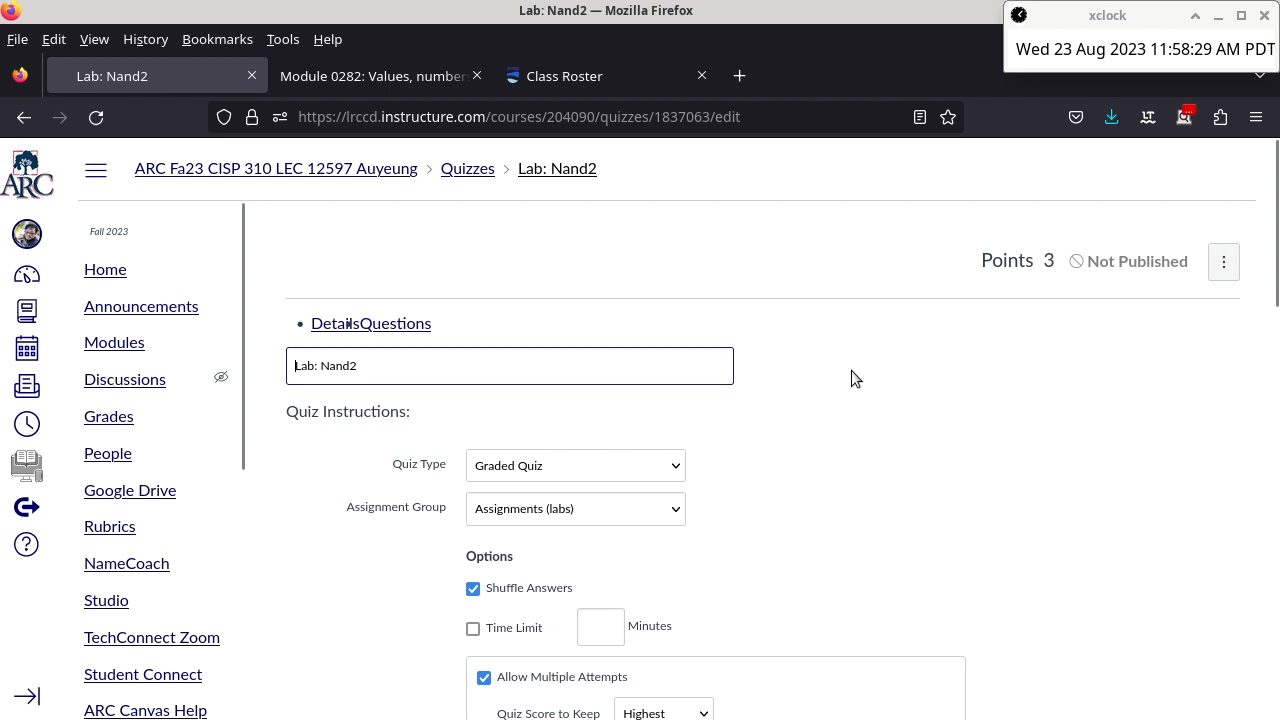 Lab: Nand2 — Mozilla Firefox
xclock
File Edit View History Bookmarks Tools Help
Wed 23 Aug 2023 11:58:29 AM PDT
Lab: Nand2
Module 0282: Values, number
Class Roster
https://lrccd.instructure.com/courses/204090/quizzes/1837063/edit
ARC
ARC Fa23 CISP 310 LEC 12597 Auyeung > Quizzes > Lab: Nand2
Fall 2023
Home
Announcements
Modules
Discussions
Grades
People
Google Drive
Rubrics
NameCoach
Studio
TechConnect Zoom
Student Connect
ARC Canvas Help
Points 3 Not Published
• Details Questions
Lab: Nand2
Quiz Instructions:
Quiz Type Graded Quiz
Assignment Group Assignments (labs)
Options
Shuffle Answers
Time Limit Minutes
Allow Multiple Attempts
Quiz Score to Keep Highest